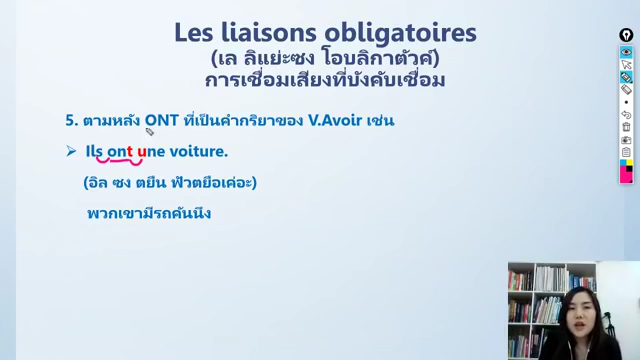 Les liaisons obligatoires
(เล ลิแย่ะซง โอบลิกาตัวค์)
การเชื่อมเสียงที่บังคับเชื่อม
5. ตามหลัง ONT ที่เป็นคำกริยาของ V.Avoir เช่น
Ils ont une voiture.
(อิล ซง ตยืน ฟัวตยือเค่อะ)
พวกเขามีรถคันนึง